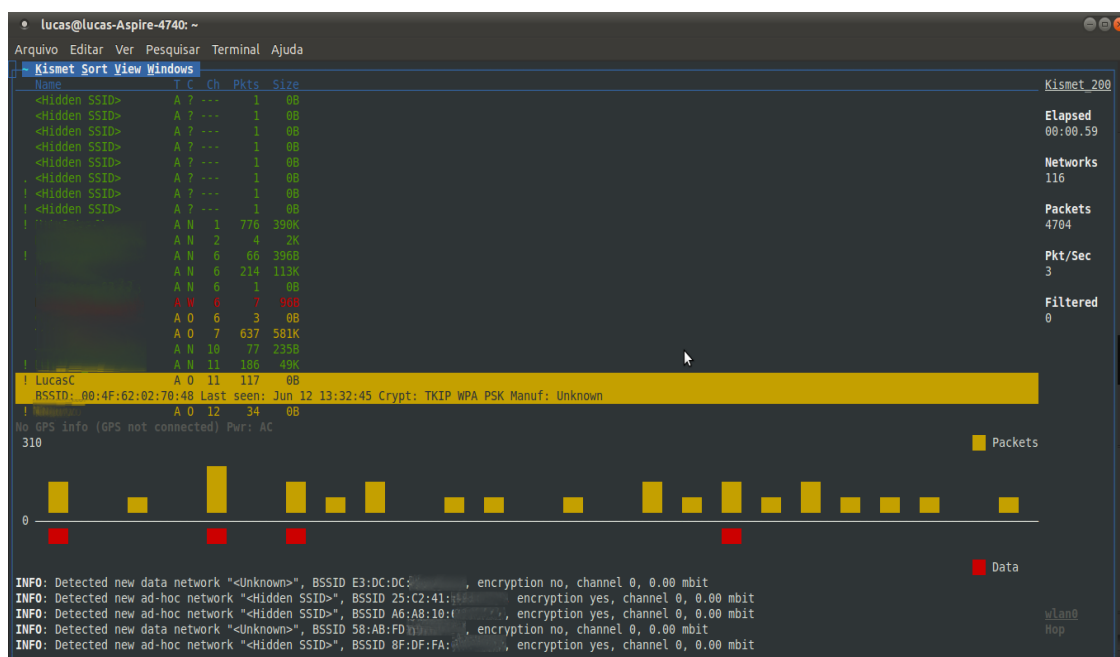 lucas@lucas-Aspire-4740: ~
Arquivo Editar Ver Pesquisar Terminal Ajuda
~ Kismet Sort View Windows
Name T C Ch Pkts Size
Kismet_200
<Hidden SSID> A ? --- 1 0B
<Hidden SSID> A ? --- 1 0B
Elapsed
<Hidden SSID> A ? --- 1 0B
00:00.59
<Hidden SSID> A ? --- 1 0B
<Hidden SSID> A ? --- 1 0B
Networks
. <Hidden SSID> A ? --- 1 0B
116
! <Hidden SSID> A ? --- 1 0B
! <Hidden SSID> A ? --- 1 0B
Packets
! A N 1 776 390K
4704
A N 2 4 2K
! A N 6 66 396B
Pkt/Sec
A N 6 214 113K
3
A N 6 1 0B
A W 6 7 96B
Filtered
A O 6 3 0B
0
A O 7 637 581K
A N 10 77 235B
! A N 11 186 49K
! LucasC A O 11 117 0B
BSSID: 00:4F:62:02:70:48 Last seen: Jun 12 13:32:45 Crypt: TKIP WPA PSK Manuf: Unknown
! A O 12 34 0B
No GPS info (GPS not connected) Pwr: AC
310
Packets
0
Data
INFO: Detected new data network "<Unknown>", BSSID E3:DC:DC: , encryption no, channel 0, 0.00 mbit
INFO: Detected new ad-hoc network "<Hidden SSID>", BSSID 25:C2:41: encryption yes, channel 0, 0.00 mbit
INFO: Detected new ad-hoc network "<Hidden SSID>", BSSID A6:A8:10: , encryption yes, channel 0, 0.00 mbit
wlan0
INFO: Detected new data network "<Unknown>", BSSID 58:AB:FD , encryption no, channel 0, 0.00 mbit
Hop
INFO: Detected new ad-hoc network "<Hidden SSID>", BSSID 8F:DF:FA: , encryption yes, channel 0, 0.00 mbit